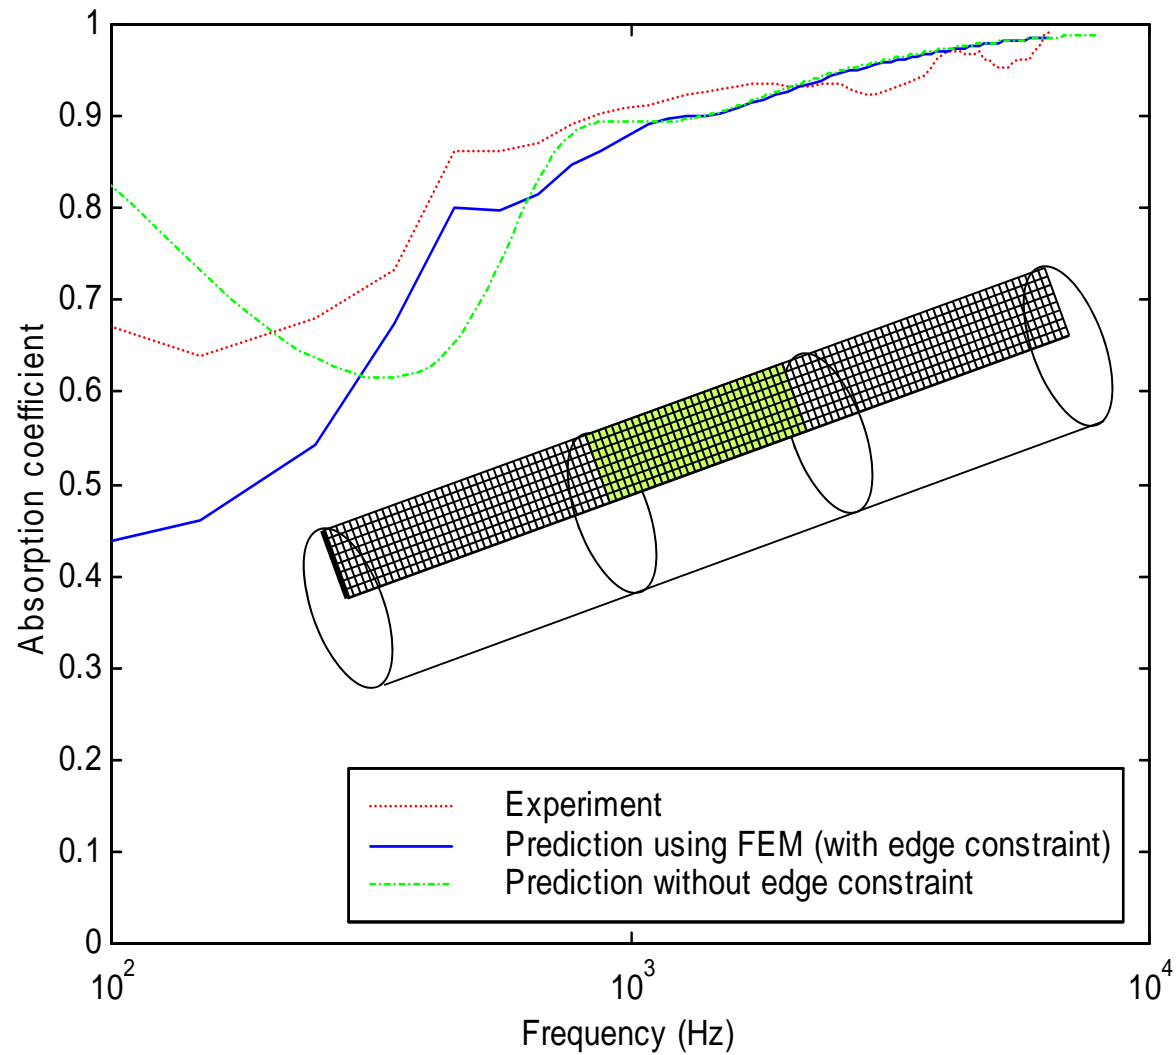 1
0.9
0.8
0.7
0.6
0.5
0.4
0.3
0.2
0.1
0
Absorption coefficient
Experiment
Prediction using FEM (with edge constraint)
Prediction without edge constraint
10^2 10^3 10^4
Frequency (Hz)